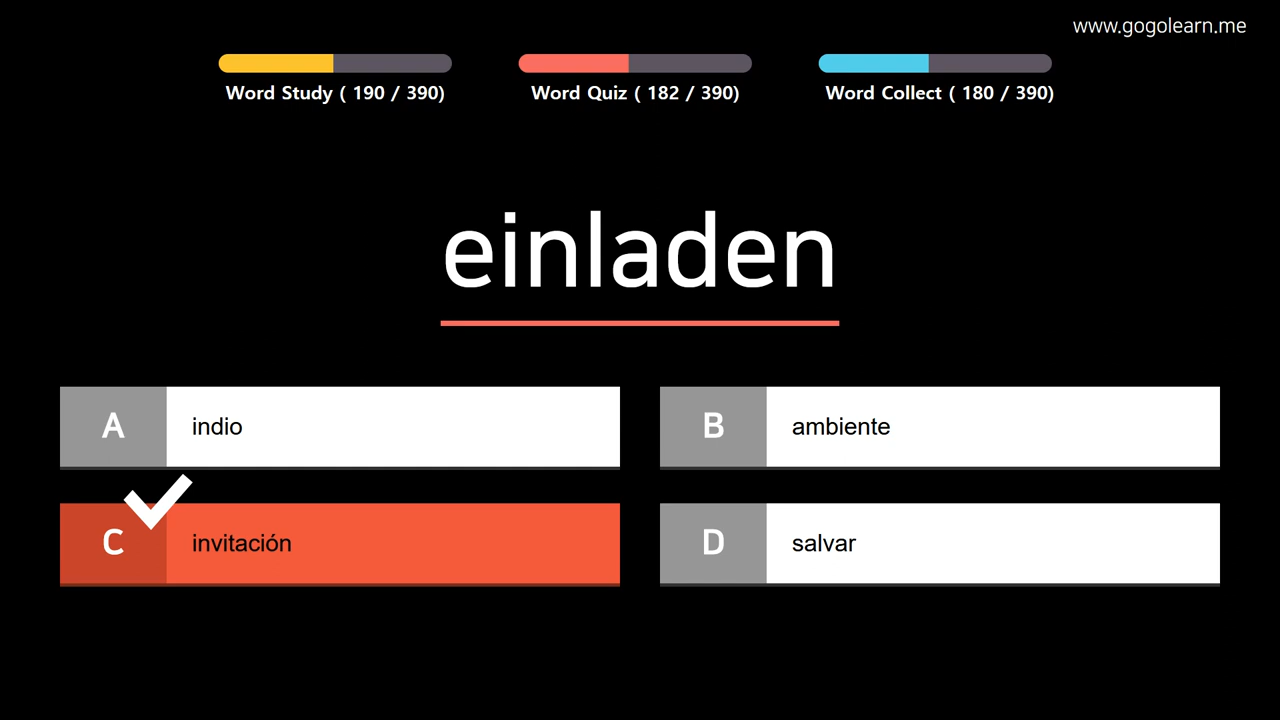 www.gogolearn.me
Word Study ( 190 / 390)
Word Quiz ( 182 / 390)
Word Collect ( 180 / 390)
einladen
A
indio
B
ambiente
C
invitación
D
salvar